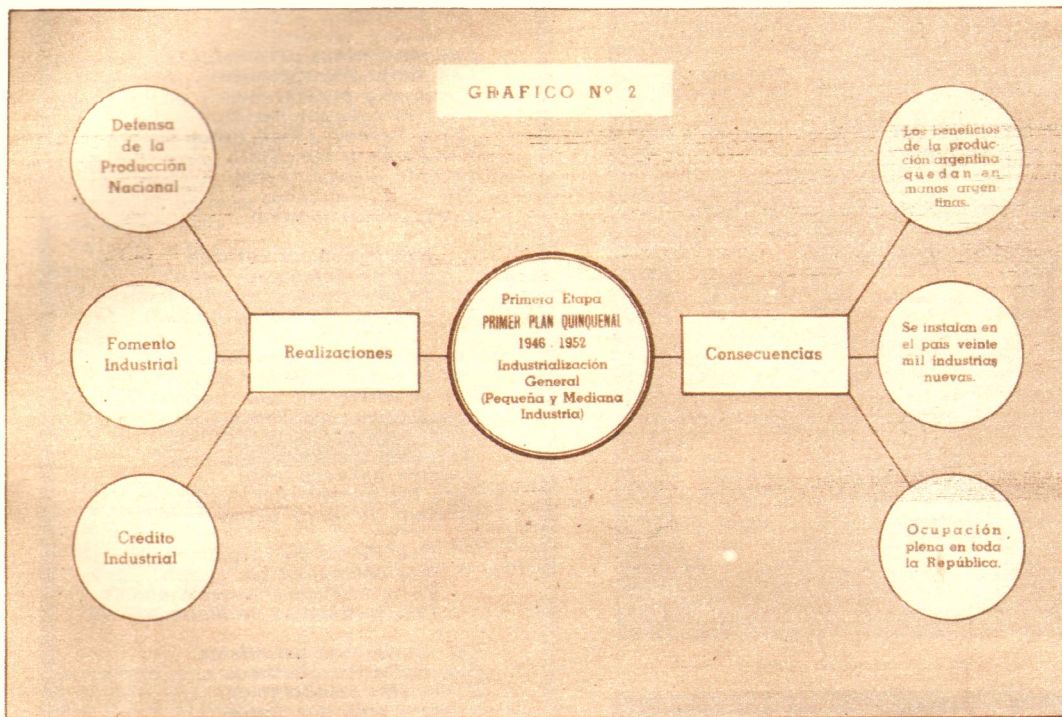 GRAFICO Nº 2
Defensa
de la
Producción
Nacional
Fomento
Industrial
Crédito
Industrial
Realizaciones
Primera Etapa
PRIMER PLAN QUINQUENAL
1946 - 1952
Industrialización
General
(Pequeña y Mediana
Industria)
Consecuencias
Los beneficios
de la produc-
ción argentina
quedan en
manos argen-
tinas.
Se instalan en
el país veinte
mil industrias
nuevas.
Ocupación
plena en toda
la República.